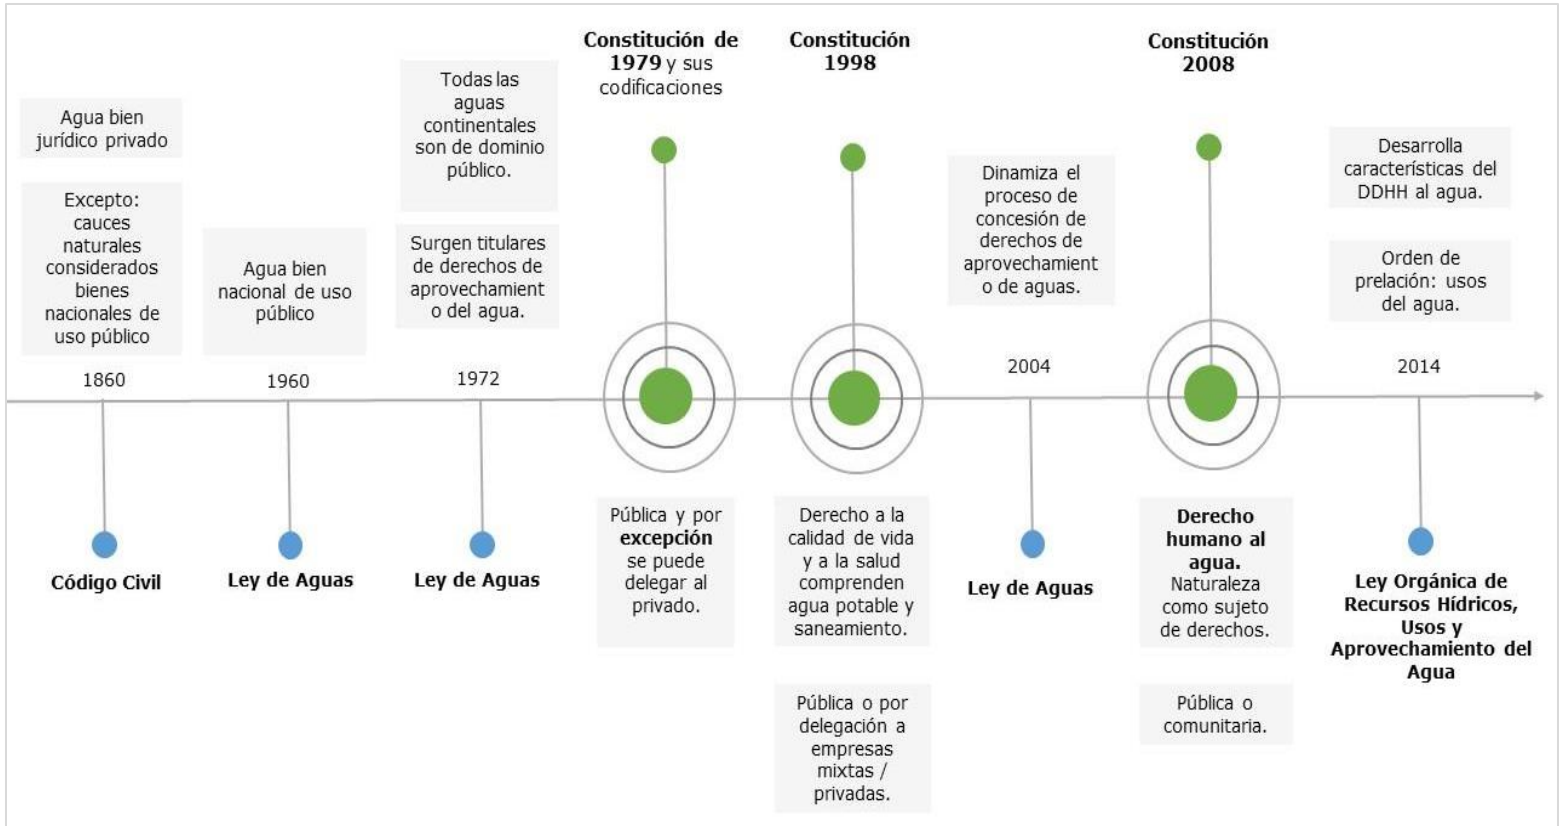 Agua bien
jurídico privado
Excepto:
cauces
naturales
considerados
bienes
nacionales de
uso público
1860
Código Civil
Agua bien
nacional de uso
público
1960
Ley de Aguas
Todas las
aguas
continentales
son de dominio
público.
Surgen titulares
de derechos de
aprovechamient
o del agua.
1972
Ley de Aguas
Constitución de
1979 y sus
codificaciones
Pública y por
excepción
se puede
delegar al
privado.
Constitución
1998
Derecho a la
calidad de vida
y a la salud
comprenden
agua potable y
saneamiento.
Pública o por
delegación a
empresas
mixtas /
privadas.
Dinamiza el
proceso de
concesión de
derechos de
aprovechamient
o de aguas.
2004
Ley de Aguas
Constitución
2008
Derecho
humano al
agua.
Naturaleza
como sujeto
de derechos.
Pública o
comunitaria.
Desarrolla
características del
DDHH al agua.
Orden de
prelación: usos
del agua.
2014
Ley Orgánica de
Recursos Hídricos,
Usos y
Aprovechamiento del
Agua